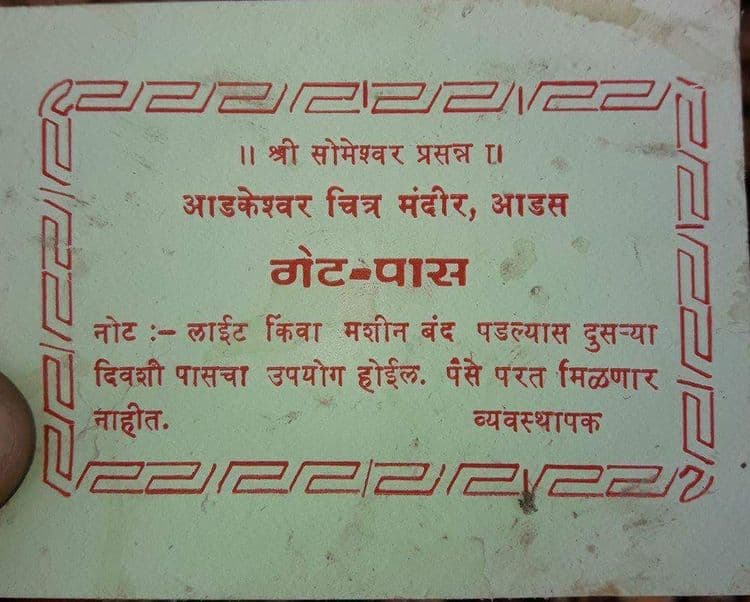 ॥ श्री सोमेश्वर प्रसन्न ॥
आडकेश्वर चित्र मंदीर, आडस
गेट-पास
नोट :- लाईट किंवा मशीन बंद पडल्यास दुसऱ्या
दिवशी पासचा उपयोग होईल. पैसे परत मिळणार
नाहीत. व्यवस्थापक